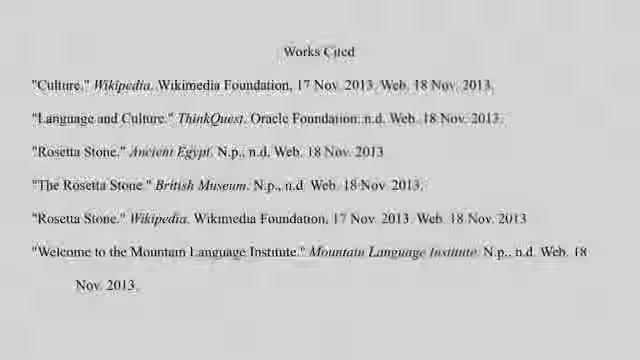 Works Cited
"Culture." Wikipedia. Wikimedia Foundation, 17 Nov. 2013. Web. 18 Nov. 2013.
"Language and Culture." ThinkQuest. Oracle Foundation. n.d. Web. 18 Nov. 2013.
"Rosetta Stone." Ancient Egypt. N.p., n.d. Web. 18 Nov. 2013
"The Rosetta Stone." British Museum. N.p., n.d. Web. 18 Nov. 2013.
"Rosetta Stone." Wikipedia. Wikimedia Foundation, 17 Nov. 2013. Web. 18 Nov. 2013
"Welcome to the Mountain Language Institute." Mountain Language Institute. N.p., n.d. Web. 18
Nov. 2013.